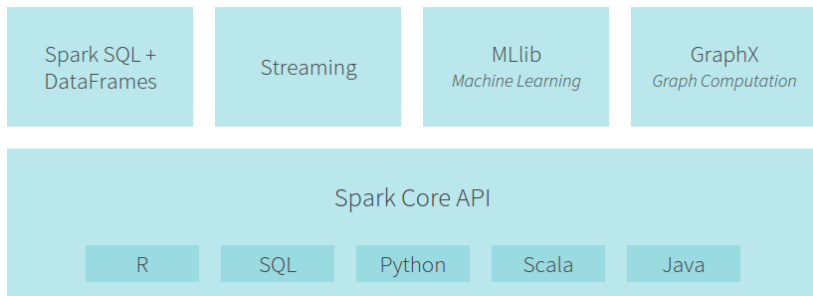 Spark SQL +
DataFrames
Streaming
MLlib
Machine Learning
GraphX
Graph Computation
Spark Core API
R
SQL
Python
Scala
Java